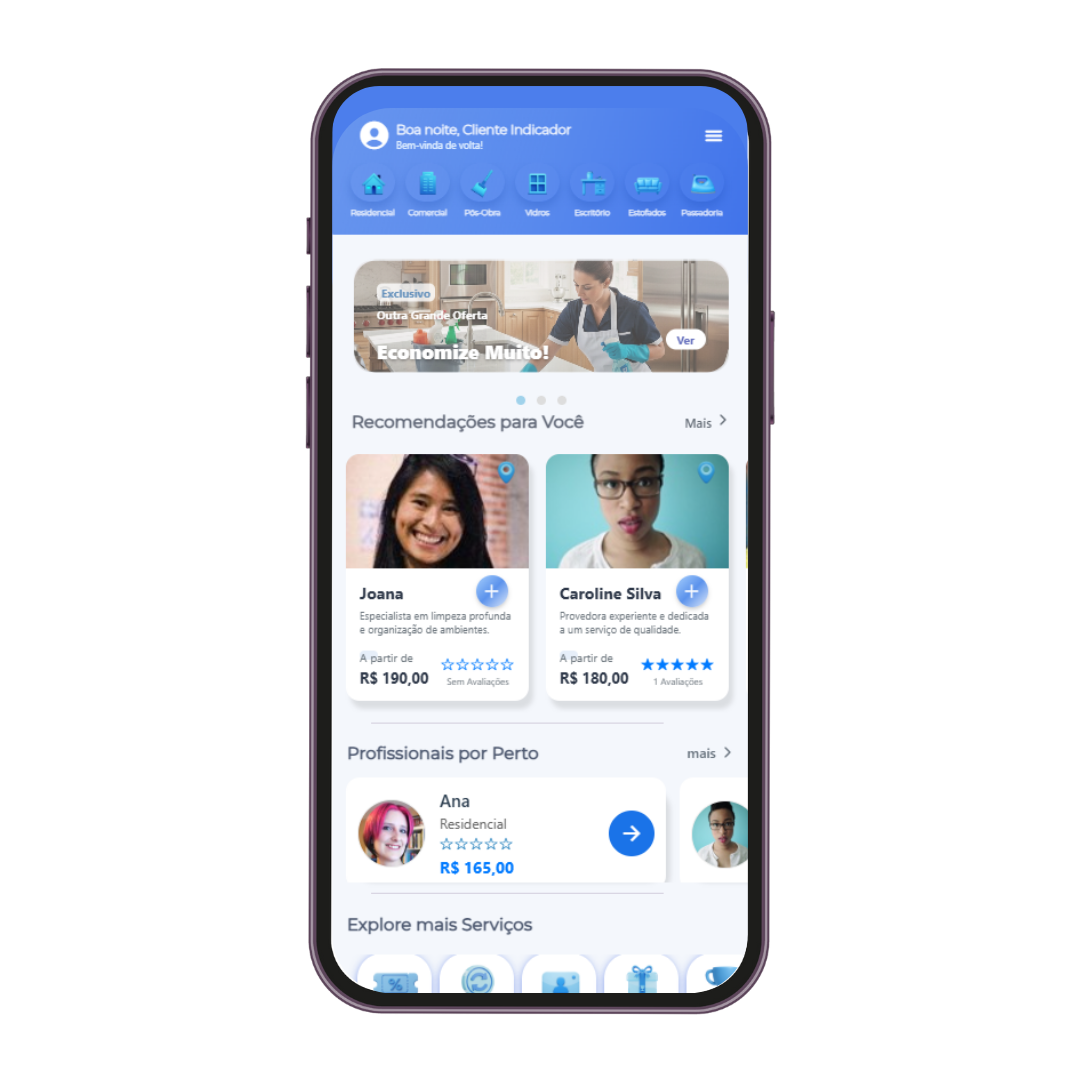 Boa noite, Cliente Indicador
Bem-vinda de volta!
Residencial Comercial Pós-Obra Vidros Escritório Estofados Passadoria
Exclusivo
Outra Grande Oferta
Economize Muito!
Ver
Recomendações para Você
Mais
Joana
Especialista em limpeza profunda
e organização de ambientes.
A partir de
R$ 190,00
Sem Avaliações
Caroline Silva
Provedora experiente e dedicada
a um serviço de qualidade.
A partir de
R$ 180,00
1 Avaliações
Profissionais por Perto
mais
Ana
Residencial
R$ 165,00
Explore mais Serviços
%